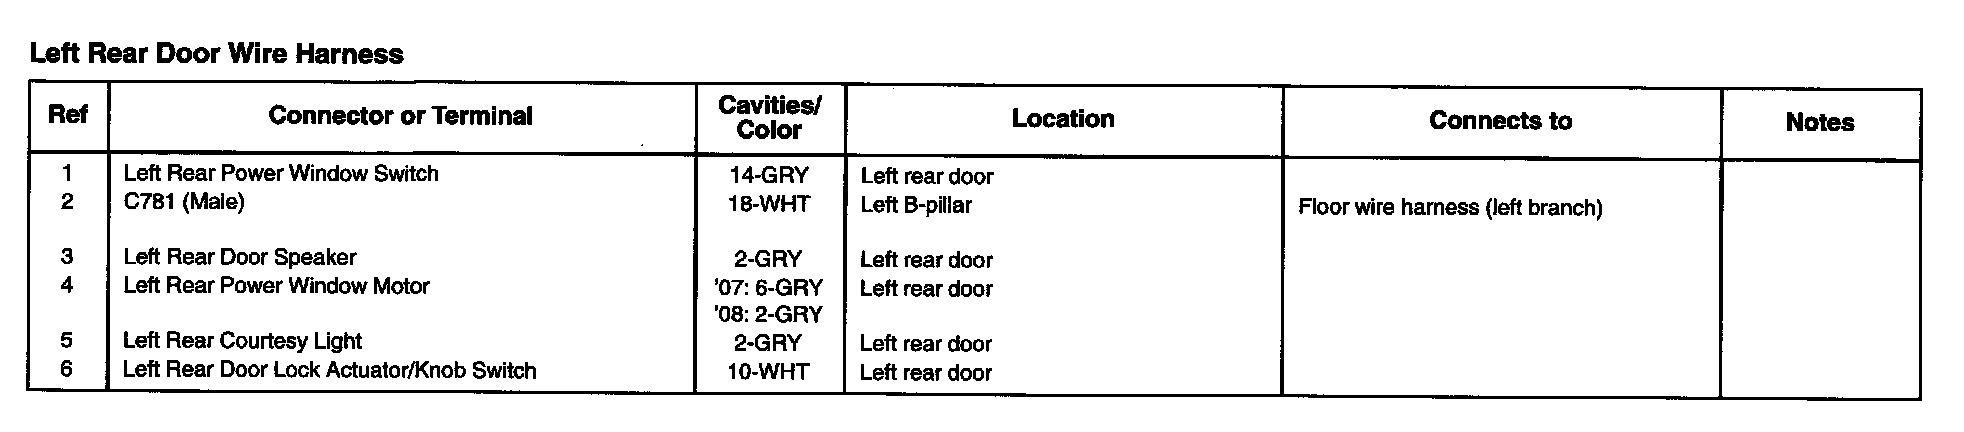 Left Rear Door Wire Harness
Ref Connector or Terminal Cavities/ Color Location Connects to Notes
1 Left Rear Power Window Switch 14-GRY Left rear door
2 C781 (Male) 18-WHT Left B-pillar Floor wire harness (left branch)
3 Left Rear Door Speaker 2-GRY Left rear door
4 Left Rear Power Window Motor '07: 6-GRY Left rear door
'08: 2-GRY
5 Left Rear Courtesy Light 2-GRY Left rear door
6 Left Rear Door Lock Actuator/Knob Switch 10-WHT Left rear door